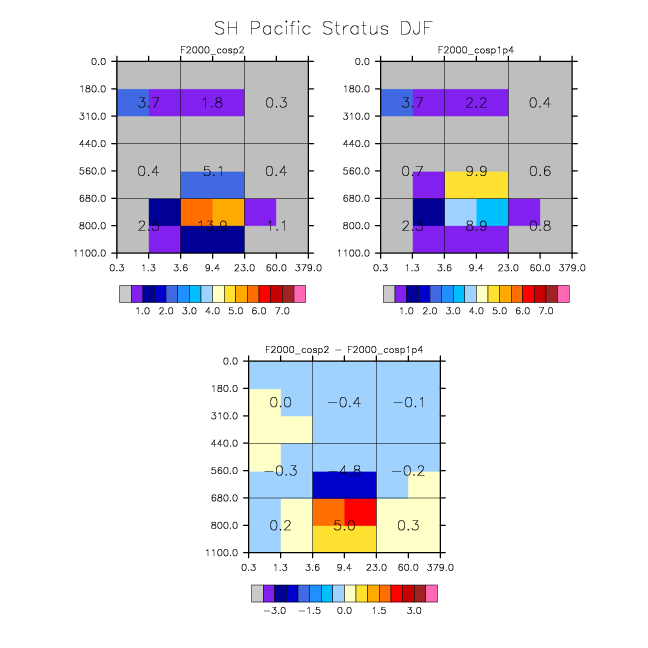 SH Pacific Stratus DJF
F2000_cosp2
0.0
180.0
310.0
440.0
560.0
680.0
800.0
1100.0
3.7 1.8 0.3
0.4 5.1 0.4
2.5 13.9 1.1
0.3 1.3 3.6 9.4 23.0 60.0 379.0
1.0 2.0 3.0 4.0 5.0 6.0 7.0
F2000_cosp1p4
0.0
180.0
310.0
440.0
560.0
680.0
800.0
1100.0
3.7 2.2 0.4
0.7 9.9 0.6
8.9 0.8
0.3 1.3 3.6 9.4 23.0 60.0 379.0
1.0 2.0 3.0 4.0 5.0 6.0 7.0
F2000_cosp2 − F2000_cosp1p4
0.0
180.0
310.0
440.0
560.0
680.0
800.0
1100.0
0.0 −0.4 −0.1
−0.3 −4.8 −0.2
0.2 5.0 0.3
0.3 1.3 3.6 9.4 23.0 60.0 379.0
−3.0 −1.5 0.0 1.5 3.0